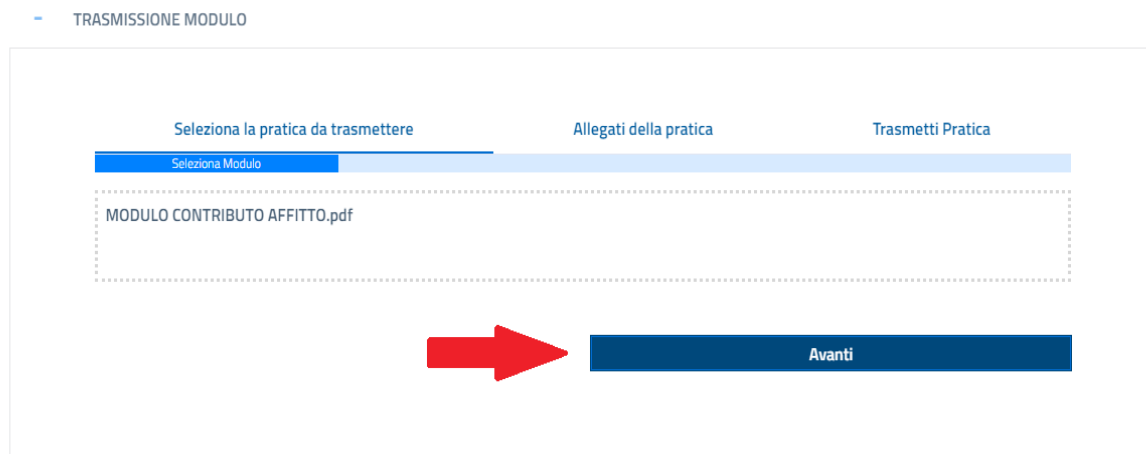 - TRASMISSIONE MODULO
Seleziona la pratica da trasmettere Allegati della pratica Trasmetti Pratica
Seleziona Modulo
MODULO CONTRIBUTO AFFITTO.pdf
Avanti